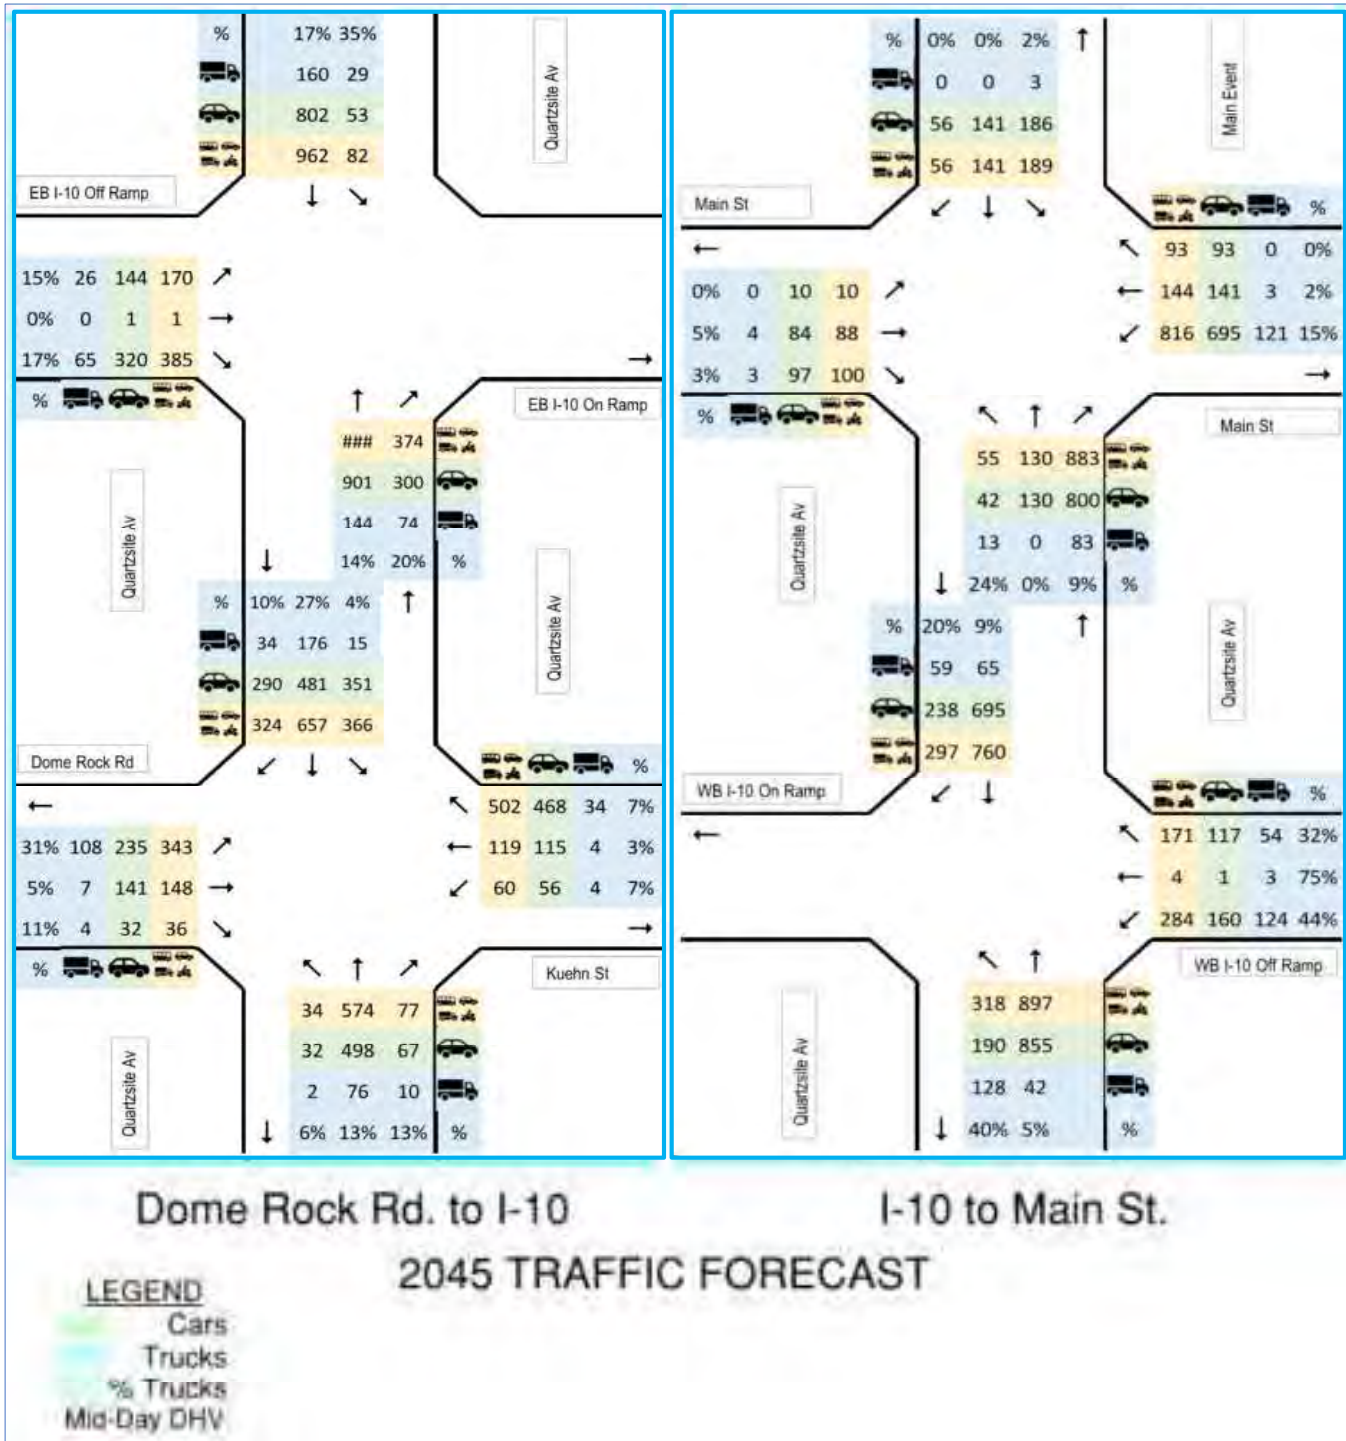 % 17% 35%
160 29
802 53
962 82
Quartzsite Av
EB I-10 Off Ramp
15% 26 144 170
0% 0 1 1
17% 65 320 385
%
EB I-10 On Ramp
### 374
901 300
144 74
14% 20% %
Quartzsite Av
Quartzsite Av
% 10% 27% 4%
34 176 15
290 481 351
324 657 366
Dome Rock Rd
%
502 468 34 7%
119 115 4 3%
60 56 4 7%
31% 108 235 343
5% 7 141 148
11% 4 32 36
%
Kuehn St
34 574 77
32 498 67
2 76 10
6% 13% 13% %
Quartzsite Av
% 0% 0% 2%
0 0 3
56 141 186
56 141 189
Main Event
Main St
%
93 93 0 0%
144 141 3 2%
816 695 121 15%
0% 0 10 10
5% 4 84 88
3% 3 97 100
%
Main St
55 130 883
42 130 800
13 0 83
24% 0% 9% %
Quartzsite Av
Quartzsite Av
% 20% 9%
59 65
238 695
297 760
WB I-10 On Ramp
%
171 117 54 32%
4 1 3 75%
284 160 124 44%
WB I-10 Off Ramp
318 897
190 855
128 42
40% 5% %
Quartzsite Av
Dome Rock Rd. to I-10
I-10 to Main St.
2045 TRAFFIC FORECAST
LEGEND
Cars
Trucks
% Trucks
Mid-Day DHV